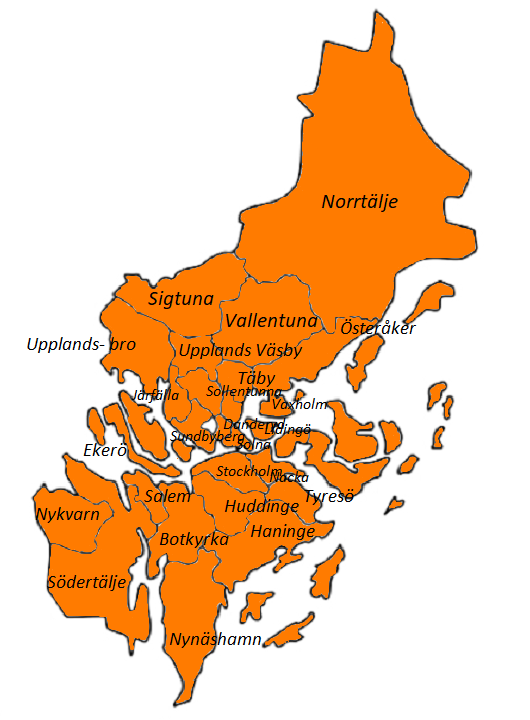 Norrtälje
Sigtuna
Vallentuna
Österåker
Upplands- bro
Upplands Väsby
Täby
Järfälla
Sollentuna
Vaxholm
Danderyd
Lidingö
Sundbyberg
Solna
Ekerö
Stockholm
Nacka
Salem
Tyresö
Huddinge
Nykvarn
Haninge
Botkyrka
Södertälje
Nynäshamn